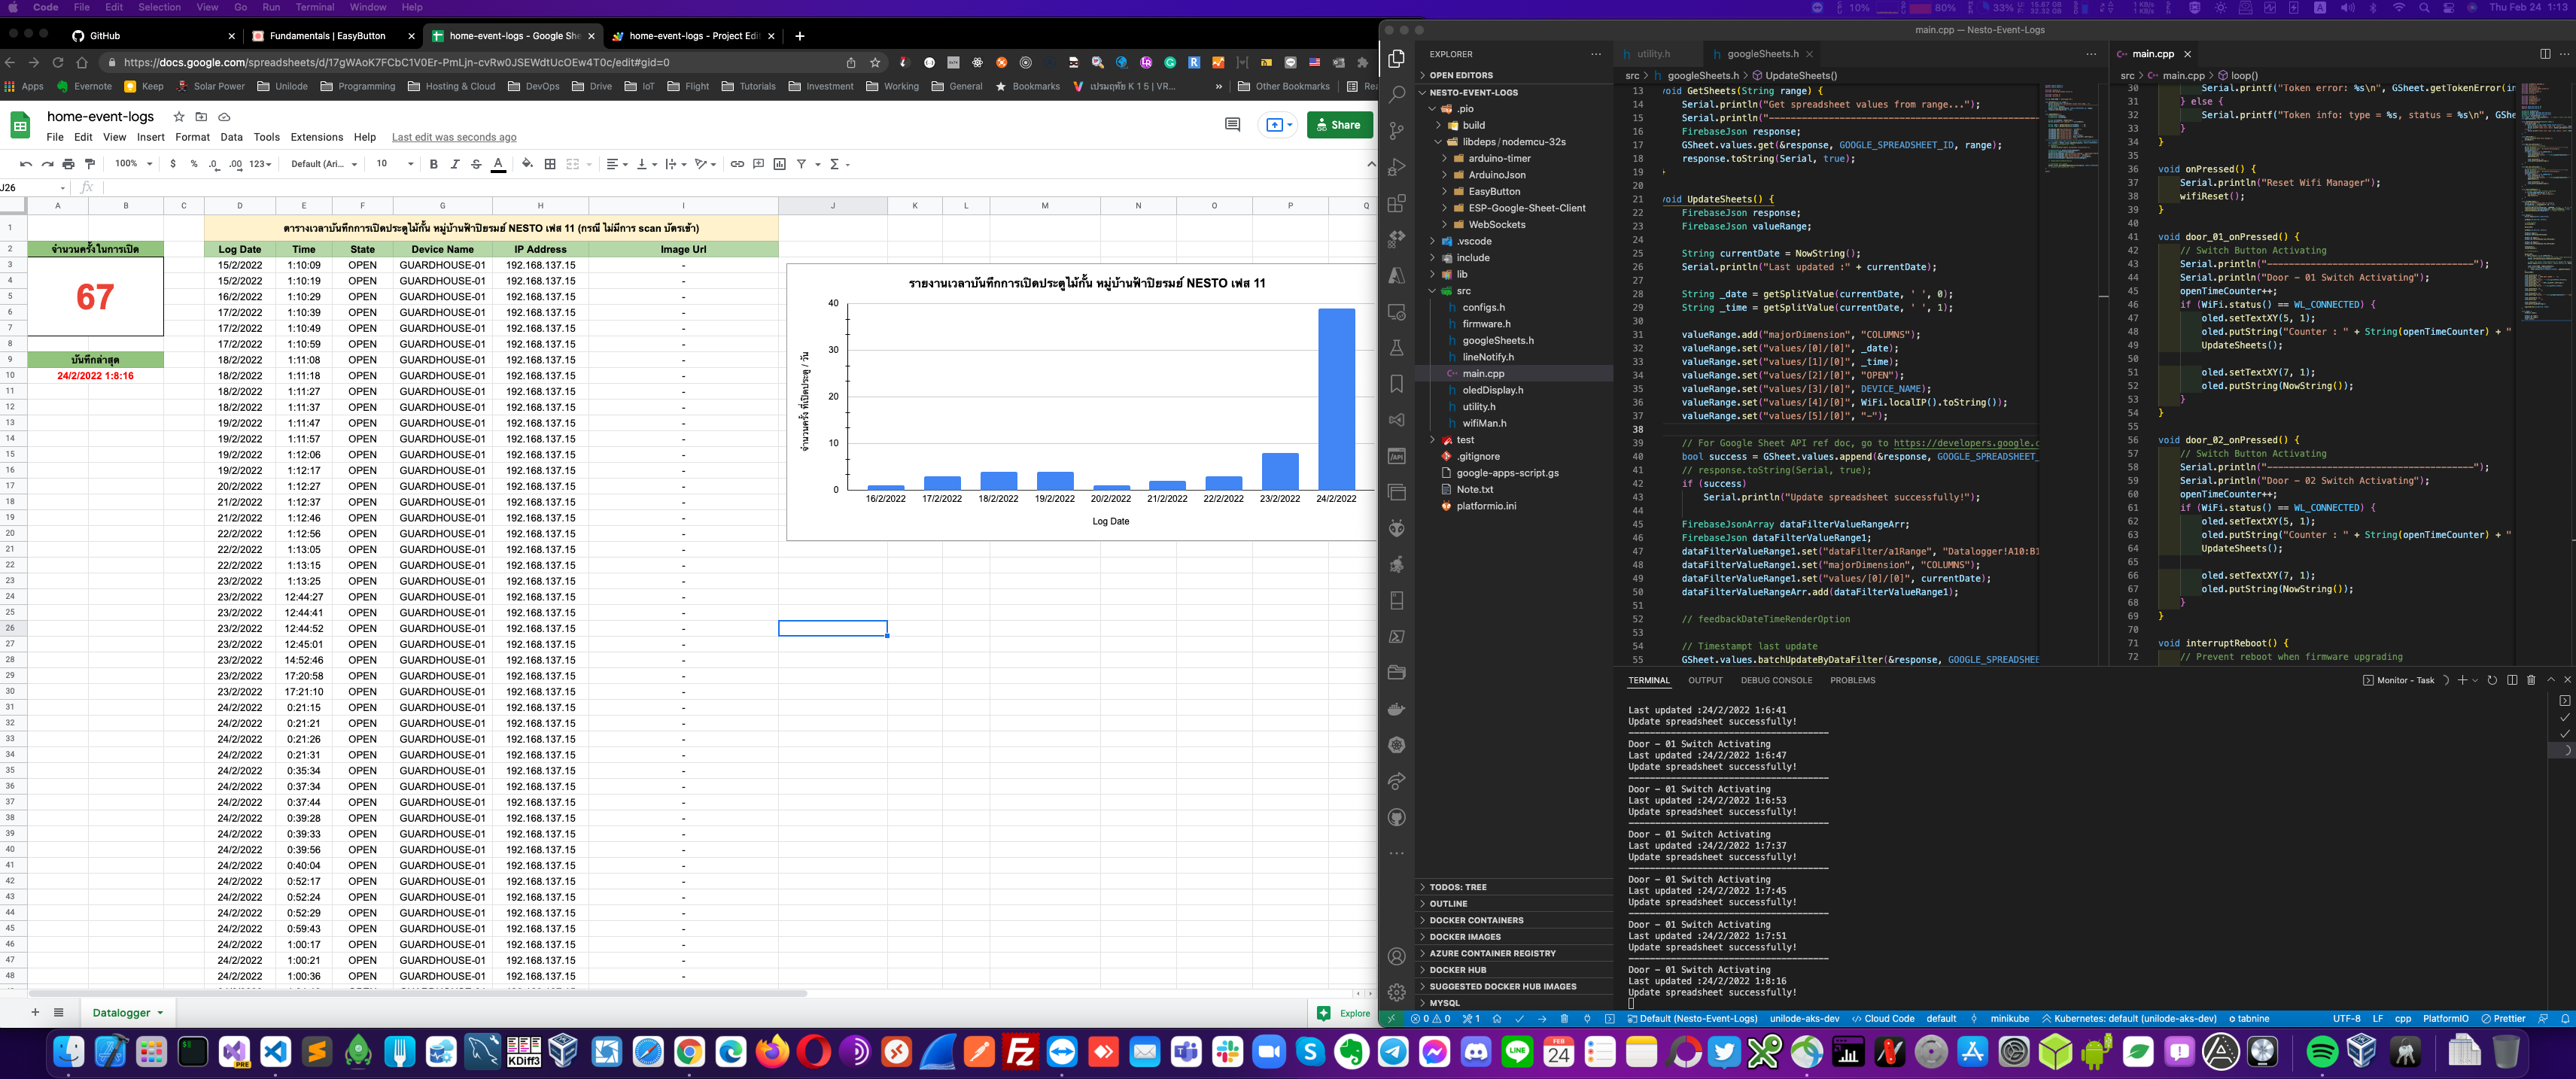 Code File Edit Selection View Go Run Terminal Window Help
10% 80% 33% Thu Feb 24 1:13
GitHub
Fundamentals | EasyButton
home-event-logs - Google She
home-event-logs - Project Edit
https://docs.google.com/spreadsheets/d/17gWAoK7FCbC1V0Er-PmLjn-cvRw0JSEWdtUcOEw4T0c/edit#gid=0
Apps Evernote Keep Solar Power Unilode Programming Hosting & Cloud DevOps Drive IoT Flight Tutorials Investment Working General Bookmarks เปรมฤทัย K 1 5 | VR... » Other Bookmarks
home-event-logs
File Edit View Insert Format Data Tools Extensions Help Last edit was seconds ago
Share
100% $ % .0 .00 123 Default (Ari... 10
J26
A B C D E F G H I J K L M N O P Q
1 ตารางเวลาบันทึกการเปิดประตูไม้กั้น หมู่บ้านฟ้าปิยรมย์ NESTO เฟส 11 (กรณี ไม่มีการ scan บัตรเข้า)
2 จำนวนครั้งในการเปิด Log Date Time State Device Name IP Address Image Url
67
บันทึกล่าสุด
24/2/2022 1:8:16
3 15/2/2022 1:10:09 OPEN GUARDHOUSE-01 192.168.137.15 -
4 15/2/2022 1:10:19 OPEN GUARDHOUSE-01 192.168.137.15 -
5 16/2/2022 1:10:29 OPEN GUARDHOUSE-01 192.168.137.15 -
6 17/2/2022 1:10:39 OPEN GUARDHOUSE-01 192.168.137.15 -
7 17/2/2022 1:10:49 OPEN GUARDHOUSE-01 192.168.137.15 -
8 17/2/2022 1:10:59 OPEN GUARDHOUSE-01 192.168.137.15 -
9 18/2/2022 1:11:08 OPEN GUARDHOUSE-01 192.168.137.15 -
10 18/2/2022 1:11:18 OPEN GUARDHOUSE-01 192.168.137.15 -
11 18/2/2022 1:11:27 OPEN GUARDHOUSE-01 192.168.137.15 -
12 18/2/2022 1:11:37 OPEN GUARDHOUSE-01 192.168.137.15 -
13 19/2/2022 1:11:47 OPEN GUARDHOUSE-01 192.168.137.15 -
14 19/2/2022 1:11:57 OPEN GUARDHOUSE-01 192.168.137.15 -
15 19/2/2022 1:12:06 OPEN GUARDHOUSE-01 192.168.137.15 -
16 19/2/2022 1:12:17 OPEN GUARDHOUSE-01 192.168.137.15 -
17 20/2/2022 1:12:27 OPEN GUARDHOUSE-01 192.168.137.15 -
18 21/2/2022 1:12:37 OPEN GUARDHOUSE-01 192.168.137.15 -
19 21/2/2022 1:12:46 OPEN GUARDHOUSE-01 192.168.137.15 -
20 22/2/2022 1:12:56 OPEN GUARDHOUSE-01 192.168.137.15 -
21 22/2/2022 1:13:05 OPEN GUARDHOUSE-01 192.168.137.15 -
22 22/2/2022 1:13:15 OPEN GUARDHOUSE-01 192.168.137.15 -
23 23/2/2022 1:13:25 OPEN GUARDHOUSE-01 192.168.137.15 -
24 23/2/2022 12:44:27 OPEN GUARDHOUSE-01 192.168.137.15 -
25 23/2/2022 12:44:41 OPEN GUARDHOUSE-01 192.168.137.15 -
26 23/2/2022 12:44:52 OPEN GUARDHOUSE-01 192.168.137.15 -
27 23/2/2022 12:45:01 OPEN GUARDHOUSE-01 192.168.137.15 -
28 23/2/2022 14:52:46 OPEN GUARDHOUSE-01 192.168.137.15 -
29 23/2/2022 17:20:58 OPEN GUARDHOUSE-01 192.168.137.15 -
30 23/2/2022 17:21:10 OPEN GUARDHOUSE-01 192.168.137.15 -
31 24/2/2022 0:21:15 OPEN GUARDHOUSE-01 192.168.137.15 -
32 24/2/2022 0:21:21 OPEN GUARDHOUSE-01 192.168.137.15 -
33 24/2/2022 0:21:26 OPEN GUARDHOUSE-01 192.168.137.15 -
34 24/2/2022 0:21:31 OPEN GUARDHOUSE-01 192.168.137.15 -
35 24/2/2022 0:35:34 OPEN GUARDHOUSE-01 192.168.137.15 -
36 24/2/2022 0:37:34 OPEN GUARDHOUSE-01 192.168.137.15 -
37 24/2/2022 0:37:44 OPEN GUARDHOUSE-01 192.168.137.15 -
38 24/2/2022 0:39:28 OPEN GUARDHOUSE-01 192.168.137.15 -
39 24/2/2022 0:39:33 OPEN GUARDHOUSE-01 192.168.137.15 -
40 24/2/2022 0:39:56 OPEN GUARDHOUSE-01 192.168.137.15 -
41 24/2/2022 0:40:04 OPEN GUARDHOUSE-01 192.168.137.15 -
42 24/2/2022 0:52:17 OPEN GUARDHOUSE-01 192.168.137.15 -
43 24/2/2022 0:52:24 OPEN GUARDHOUSE-01 192.168.137.15 -
44 24/2/2022 0:52:29 OPEN GUARDHOUSE-01 192.168.137.15 -
45 24/2/2022 0:59:43 OPEN GUARDHOUSE-01 192.168.137.15 -
46 24/2/2022 1:00:17 OPEN GUARDHOUSE-01 192.168.137.15 -
47 24/2/2022 1:00:21 OPEN GUARDHOUSE-01 192.168.137.15 -
48 24/2/2022 1:00:36 OPEN GUARDHOUSE-01 192.168.137.15 -
รายงานเวลาบันทึกการเปิดประตูไม้กั้น หมู่บ้านฟ้าปิยรมย์ NESTO เฟส 11
จำนวนครั้ง ที่เปิดประตู / วัน
40
30
20
10
0
16/2/2022 17/2/2022 18/2/2022 19/2/2022 20/2/2022 21/2/2022 22/2/2022 23/2/2022 24/2/2022
Log Date
Datalogger
Explore
main.cpp — Nesto-Event-Logs
EXPLORER
OPEN EDITORS
NESTO-EVENT-LOGS
.pio
build
libdeps/nodemcu-32s
arduino-timer
ArduinoJson
EasyButton
ESP-Google-Sheet-Client
WebSockets
.vscode
include
lib
src
configs.h
firmware.h
googleSheets.h
lineNotify.h
main.cpp
oledDisplay.h
utility.h
wifiMan.h
test
.gitignore
google-apps-script.gs
Note.txt
platformio.ini
TODOS: TREE
OUTLINE
DOCKER CONTAINERS
DOCKER IMAGES
AZURE CONTAINER REGISTRY
DOCKER HUB
SUGGESTED DOCKER HUB IMAGES
MYSQL
utility.h googleSheets.h
src > googleSheets.h > UpdateSheets()
13 void GetSheets(String range) {
14 Serial.println("Get spreadsheet values from range...");
15 Serial.println("---------------------------------------------
16 FirebaseJson response;
17 GSheet.values.get(&response, GOOGLE_SPREADSHEET_ID, range);
18 response.toString(Serial, true);
19 }
20
21 void UpdateSheets() {
22 FirebaseJson response;
23 FirebaseJson valueRange;
24
25 String currentDate = NowString();
26 Serial.println("Last updated :" + currentDate);
27
28 String _date = getSplitValue(currentDate, ' ', 0);
29 String _time = getSplitValue(currentDate, ' ', 1);
30
31 valueRange.add("majorDimension", "COLUMNS");
32 valueRange.set("values/[0]/[0]", _date);
33 valueRange.set("values/[1]/[0]", _time);
34 valueRange.set("values/[2]/[0]", "OPEN");
35 valueRange.set("values/[3]/[0]", DEVICE_NAME);
36 valueRange.set("values/[4]/[0]", WiFi.localIP().toString());
37 valueRange.set("values/[5]/[0]", "-");
38
39 // For Google Sheet API ref doc, go to https://developers.google.c
40 bool success = GSheet.values.append(&response, GOOGLE_SPREADSHEET_
41 // response.toString(Serial, true);
42 if (success)
43 Serial.println("Update spreadsheet successfully!");
44
45 FirebaseJsonArray dataFilterValueRangeArr;
46 FirebaseJson dataFilterValueRange1;
47 dataFilterValueRange1.set("dataFilter/a1Range", "Datalogger!A10:B1
48 dataFilterValueRange1.set("majorDimension", "COLUMNS");
49 dataFilterValueRange1.set("values/[0]/[0]", currentDate);
50 dataFilterValueRangeArr.add(dataFilterValueRange1);
51
52 // feedbackDateTimeRenderOption
53
54 // Timestampt last update
55 GSheet.values.batchUpdateByDataFilter(&response, GOOGLE_SPREADSHEE
main.cpp
src > main.cpp > loop()
30 Serial.printf("Token error: %s\n", GSheet.getTokenError(in
31 } else {
32 Serial.printf("Token info: type = %s, status = %s\n", GShe
33 }
34 }
35
36 void onPressed() {
37 Serial.println("Reset Wifi Manager");
38 wifiReset();
39 }
40
41 void door_01_onPressed() {
42 // Switch Button Activating
43 Serial.println("--------------------------------------");
44 Serial.println("Door - 01 Switch Activating");
45 openTimeCounter++;
46 if (WiFi.status() == WL_CONNECTED) {
47 oled.setTextXY(5, 1);
48 oled.putString("Counter : " + String(openTimeCounter) + "
49 UpdateSheets();
50
51 oled.setTextXY(7, 1);
52 oled.putString(NowString());
53 }
54 }
55
56 void door_02_onPressed() {
57 // Switch Button Activating
58 Serial.println("--------------------------------------");
59 Serial.println("Door - 02 Switch Activating");
60 openTimeCounter++;
61 if (WiFi.status() == WL_CONNECTED) {
62 oled.setTextXY(5, 1);
63 oled.putString("Counter : " + String(openTimeCounter) + "
64 UpdateSheets();
65
66 oled.setTextXY(7, 1);
67 oled.putString(NowString());
68 }
69 }
70
71 void interruptReboot() {
72 // Prevent reboot when firmware upgrading
TERMINAL OUTPUT DEBUG CONSOLE PROBLEMS
Monitor - Task
Last updated :24/2/2022 1:6:41
Update spreadsheet successfully!
--------------------------------------
Door - 01 Switch Activating
Last updated :24/2/2022 1:6:47
Update spreadsheet successfully!
--------------------------------------
Door - 01 Switch Activating
Last updated :24/2/2022 1:6:53
Update spreadsheet successfully!
--------------------------------------
Door - 01 Switch Activating
Last updated :24/2/2022 1:7:37
Update spreadsheet successfully!
--------------------------------------
Door - 01 Switch Activating
Last updated :24/2/2022 1:7:45
Update spreadsheet successfully!
--------------------------------------
Door - 01 Switch Activating
Last updated :24/2/2022 1:7:51
Update spreadsheet successfully!
--------------------------------------
Door - 01 Switch Activating
Last updated :24/2/2022 1:8:16
Update spreadsheet successfully!
0 0 1 Default (Nesto-Event-Logs) unilode-aks-dev Cloud Code default minikube Kubernetes: default (unilode-aks-dev) tabnine UTF-8 LF cpp PlatformIO Prettier
PRE KDiff3 LINE FEB 24